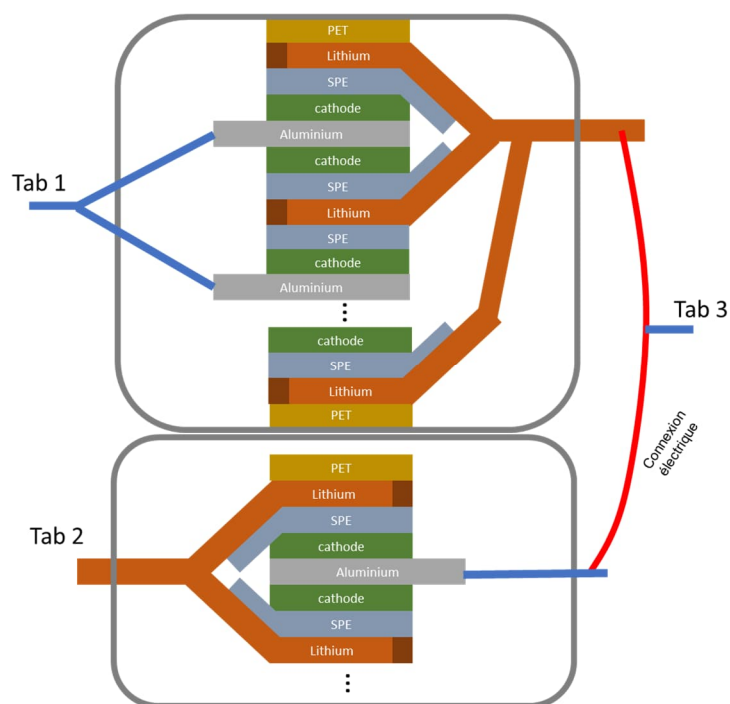 PET
Lithium
SPE
cathode
Aluminium
cathode
SPE
Lithium
SPE
cathode
Aluminium
...
cathode
SPE
Lithium
PET
Tab 1
Tab 3
Connexion
électrique
PET
Lithium
SPE
cathode
Aluminium
cathode
SPE
Lithium
...
Tab 2